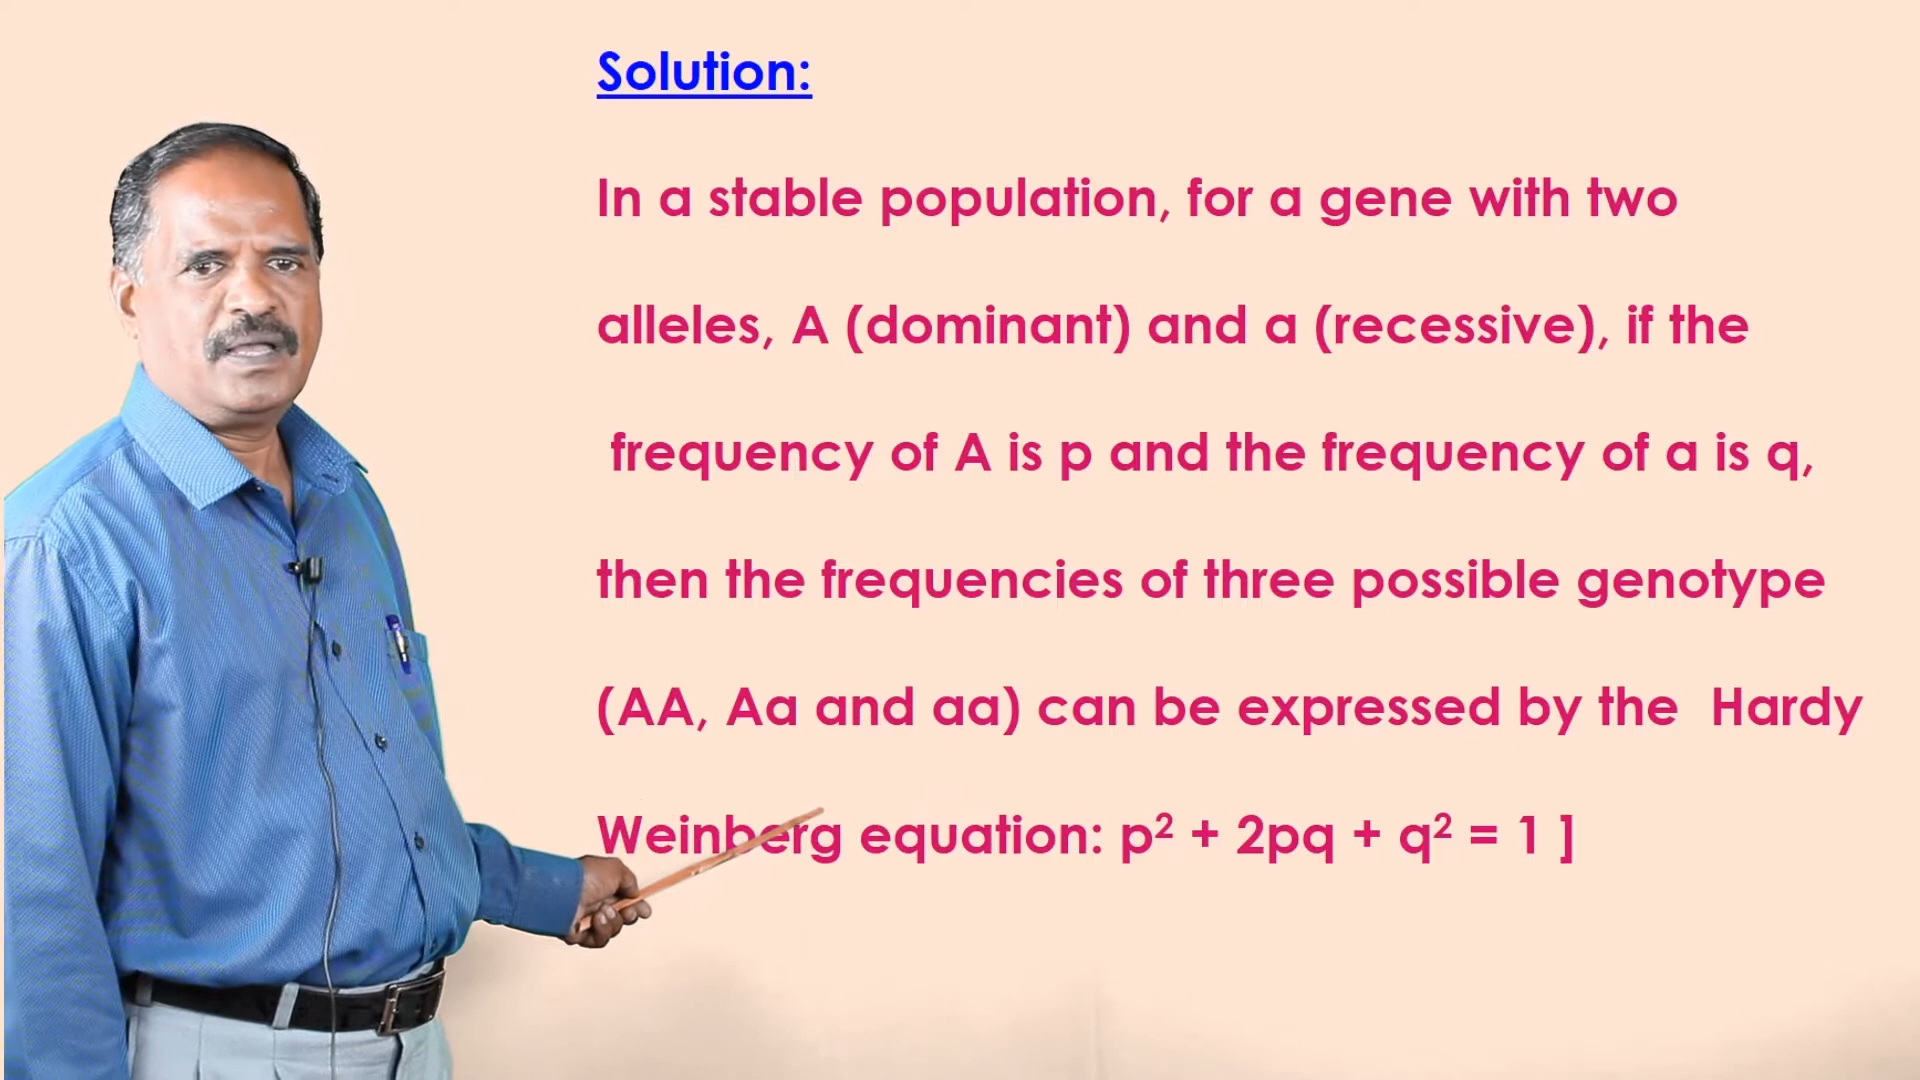 Solution:
In a stable population, for a gene with two
alleles, A (dominant) and a (recessive), if the
frequency of A is p and the frequency of a is q,
then the frequencies of three possible genotype
(AA, Aa and aa) can be expressed by the Hardy
Weinberg equation: p² + 2pq + q² = 1 ]